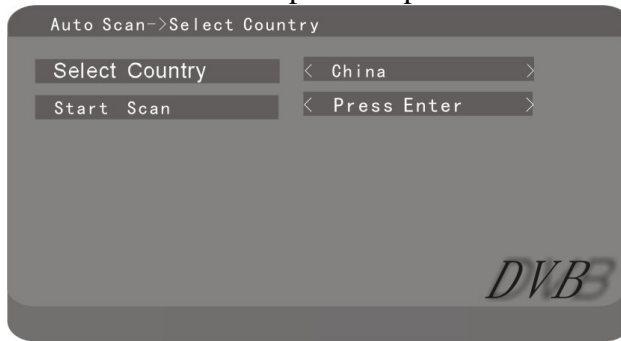 Auto Scan->Select Country
Select Country < China >
Start Scan < Press Enter >
DVB